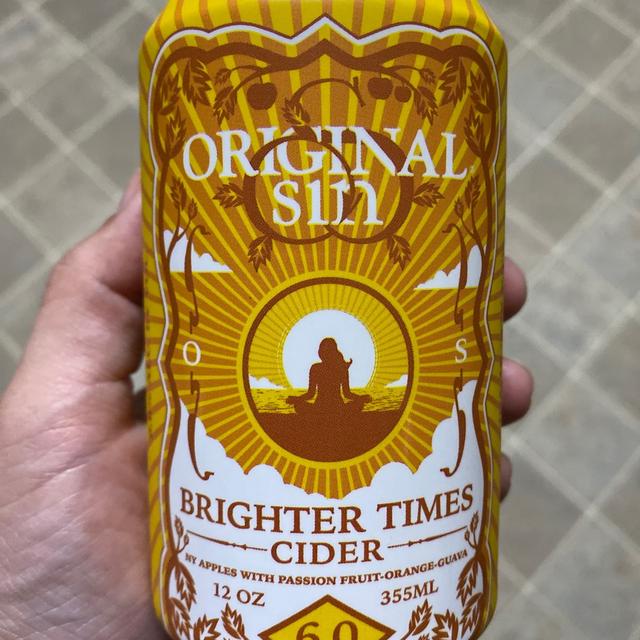 ORIGINAL
sin
O S
BRIGHTER TIMES
CIDER
NY APPLES WITH PASSION FRUIT-ORANGE-GUAVA
12 OZ 355ML
6.0